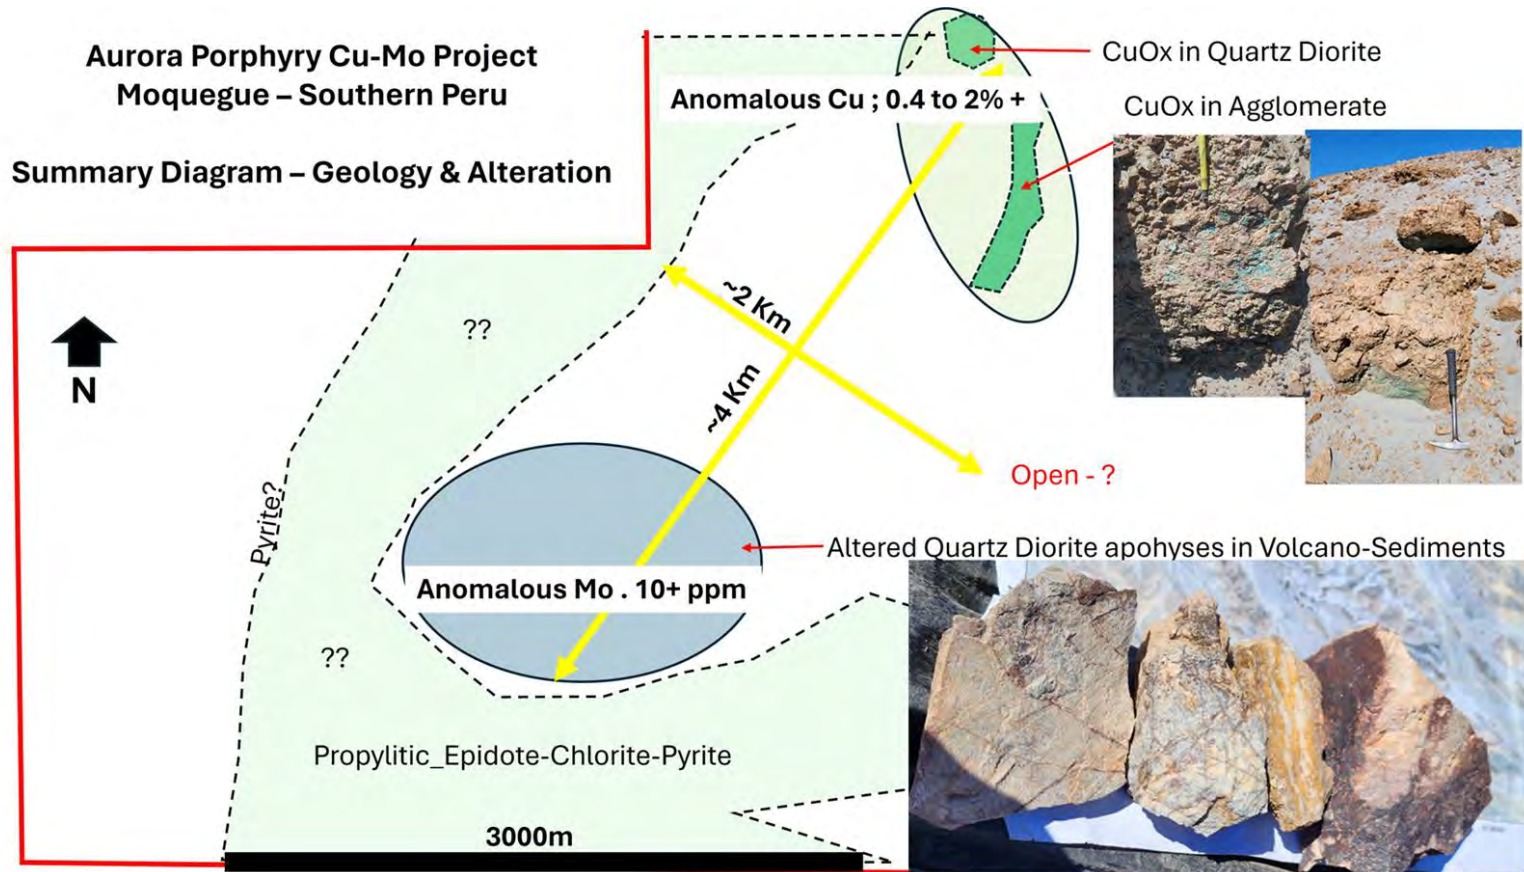 Aurora Porphyry Cu-Mo Project
Moquegue – Southern Peru
Summary Diagram – Geology & Alteration
CuOx in Quartz Diorite
Anomalous Cu ; 0.4 to 2% +
CuOx in Agglomerate
N
??
~2 Km
~4 Km
Open - ?
Pyrite?
Altered Quartz Diorite apohyses in Volcano-Sediments
Anomalous Mo . 10+ ppm
??
Propylitic_Epidote-Chlorite-Pyrite
3000m